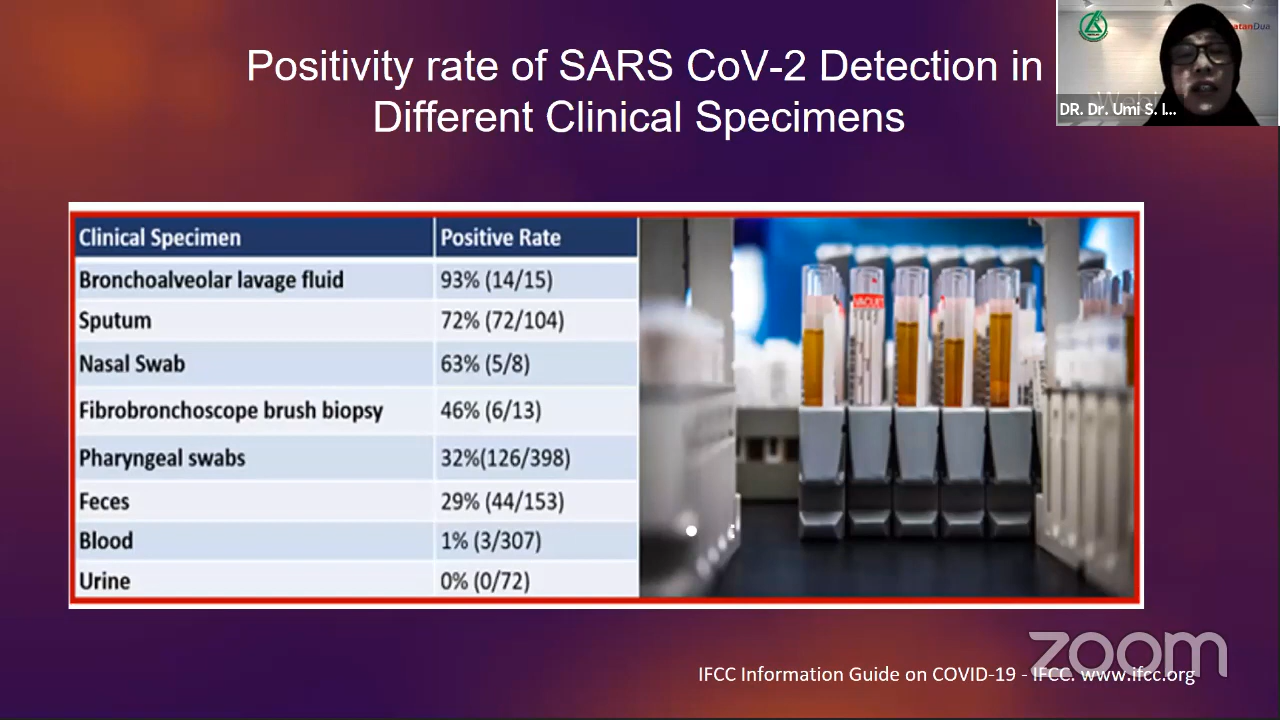 Positivity rate of SARS CoV-2 Detection in
Different Clinical Specimens
atanDua
DR. Dr. Umi S. I...
Clinical Specimen Positive Rate
Bronchoalveolar lavage fluid 93% (14/15)
Sputum 72% (72/104)
Nasal Swab 63% (5/8)
Fibrobronchoscope brush biopsy 46% (6/13)
Pharyngeal swabs 32%(126/398)
Feces 29% (44/153)
Blood 1% (3/307)
Urine 0% (0/72)
zoom
IFCC Information Guide on COVID-19 - IFCC. www.ifcc.org